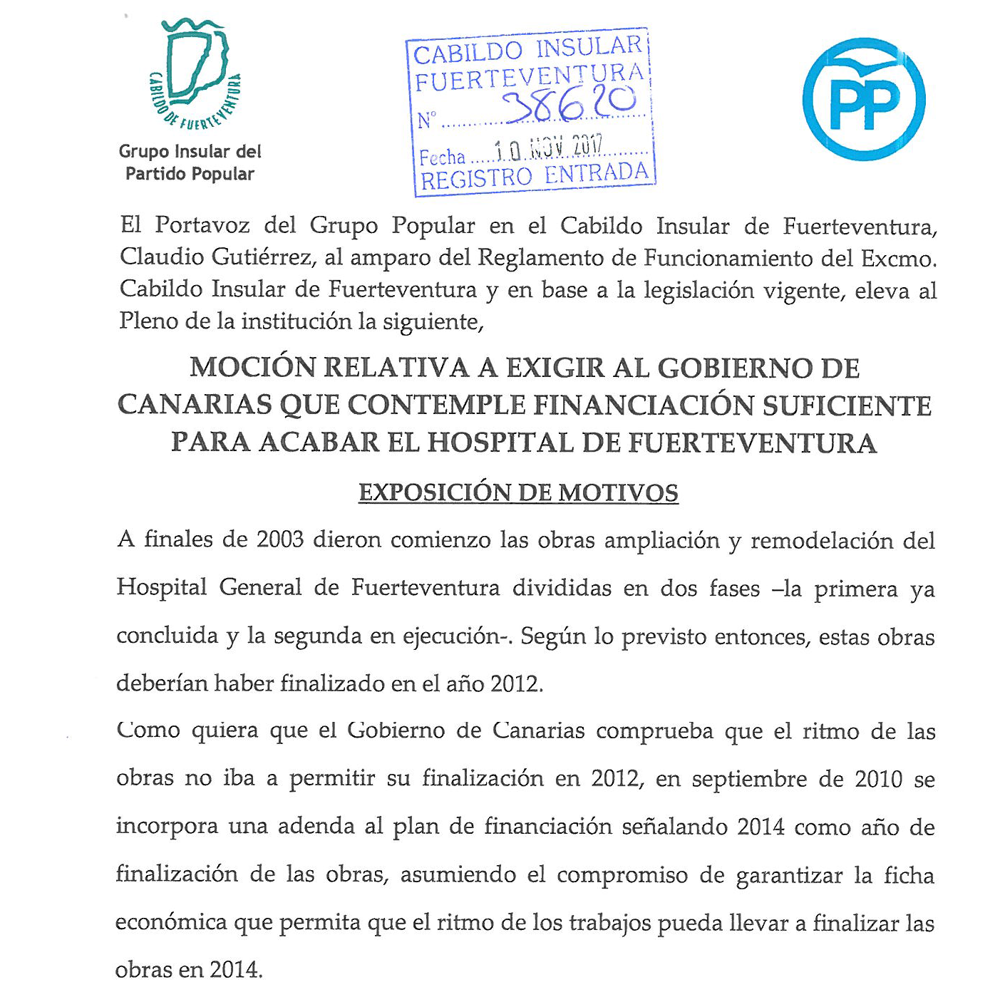 CABILDO DE FUERTEVENTURA
Grupo Insular del
Partido Popular
CABILDO INSULAR
FUERTEVENTURA
Nº 38620
Fecha 10 NOV. 2017
REGISTRO ENTRADA
PP
El Portavoz del Grupo Popular en el Cabildo Insular de Fuerteventura,
Claudio Gutiérrez, al amparo del Reglamento de Funcionamiento del Excmo.
Cabildo Insular de Fuerteventura y en base a la legislación vigente, eleva al
Pleno de la institución la siguiente,
MOCIÓN RELATIVA A EXIGIR AL GOBIERNO DE
CANARIAS QUE CONTEMPLE FINANCIACIÓN SUFICIENTE
PARA ACABAR EL HOSPITAL DE FUERTEVENTURA
EXPOSICIÓN DE MOTIVOS
A finales de 2003 dieron comienzo las obras ampliación y remodelación del
Hospital General de Fuerteventura divididas en dos fases –la primera ya
concluida y la segunda en ejecución-. Según lo previsto entonces, estas obras
deberían haber finalizado en el año 2012.
Como quiera que el Gobierno de Canarias comprueba que el ritmo de las
obras no iba a permitir su finalización en 2012, en septiembre de 2010 se
incorpora una adenda al plan de financiación señalando 2014 como año de
finalización de las obras, asumiendo el compromiso de garantizar la ficha
económica que permita que el ritmo de los trabajos pueda llevar a finalizar las
obras en 2014.